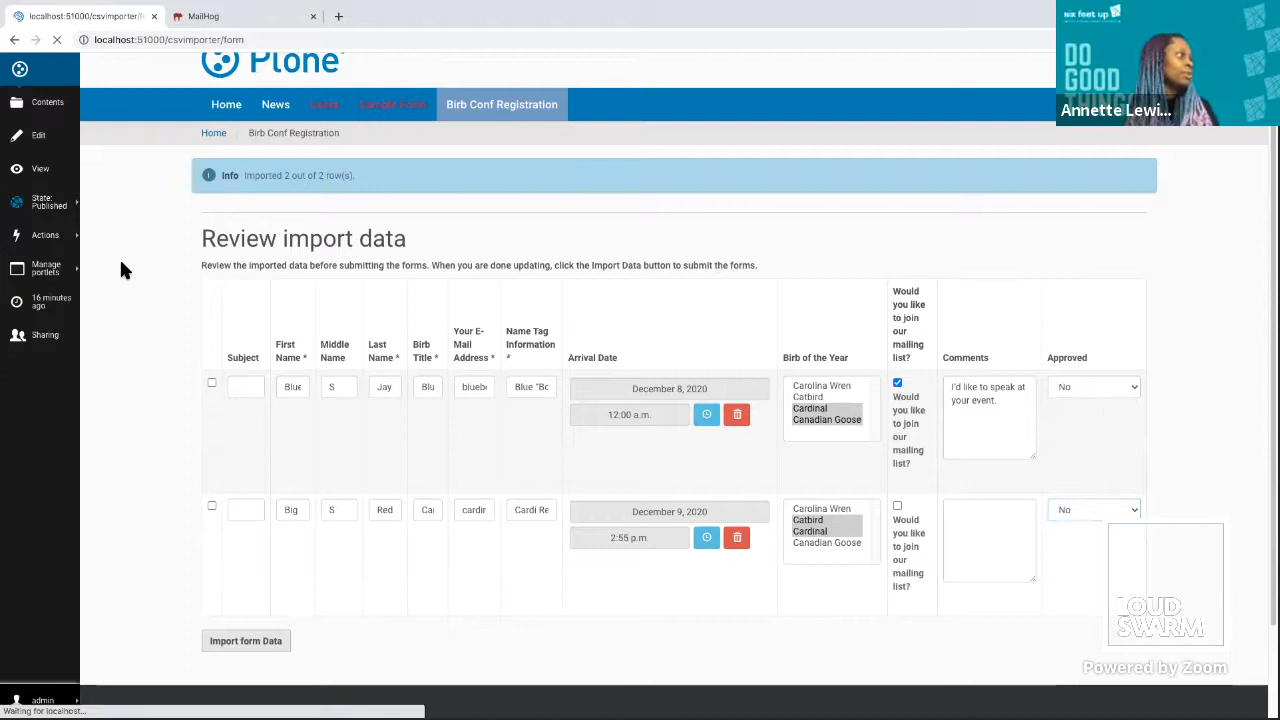 localhost:51000/csvimporter/f
MailHog
localhost:51000/csvimporter/form
six feet up
DO
GOOD
Annette Lewi...
Plone
Home
News
Users
Sample Form
Birb Conf Registration
Home
Birb Conf Registration
Contents
Edit
View
State:
Published
Actions
Manage
portlets
16 minutes
ago
Sharing
admin
Info Imported 2 out of 2 row(s).
Review import data
Review the imported data before submitting the forms. When you are done updating, click the Import Data button to submit the forms.
Subject
First
Name *
Middle
Name
Last
Name *
Birb
Title *
Your E-
Mail
Address *
Name Tag
Information
*
Arrival Date
Birb of the Year
Would
you like
to join
our
mailing
list?
Comments
Approved
Blue
S
Jay
Blu
Blue "Bc
December 8, 2020
12:00 a.m.
Carolina Wren
Catbird
Cardinal
Canadian Goose
Would
you like
to join
our
mailing
list?
I'd like to speak at
your event.
No
Big
S
Red
Cardi Re
December 9, 2020
2:55 p.m.
Carolina Wren
Catbird
Cardinal
Canadian Goose
Would
you like
to join
our
mailing
list?
No
Import form Data
LOUD
SWARM
Powered by Zoom
Waiting for localhost...